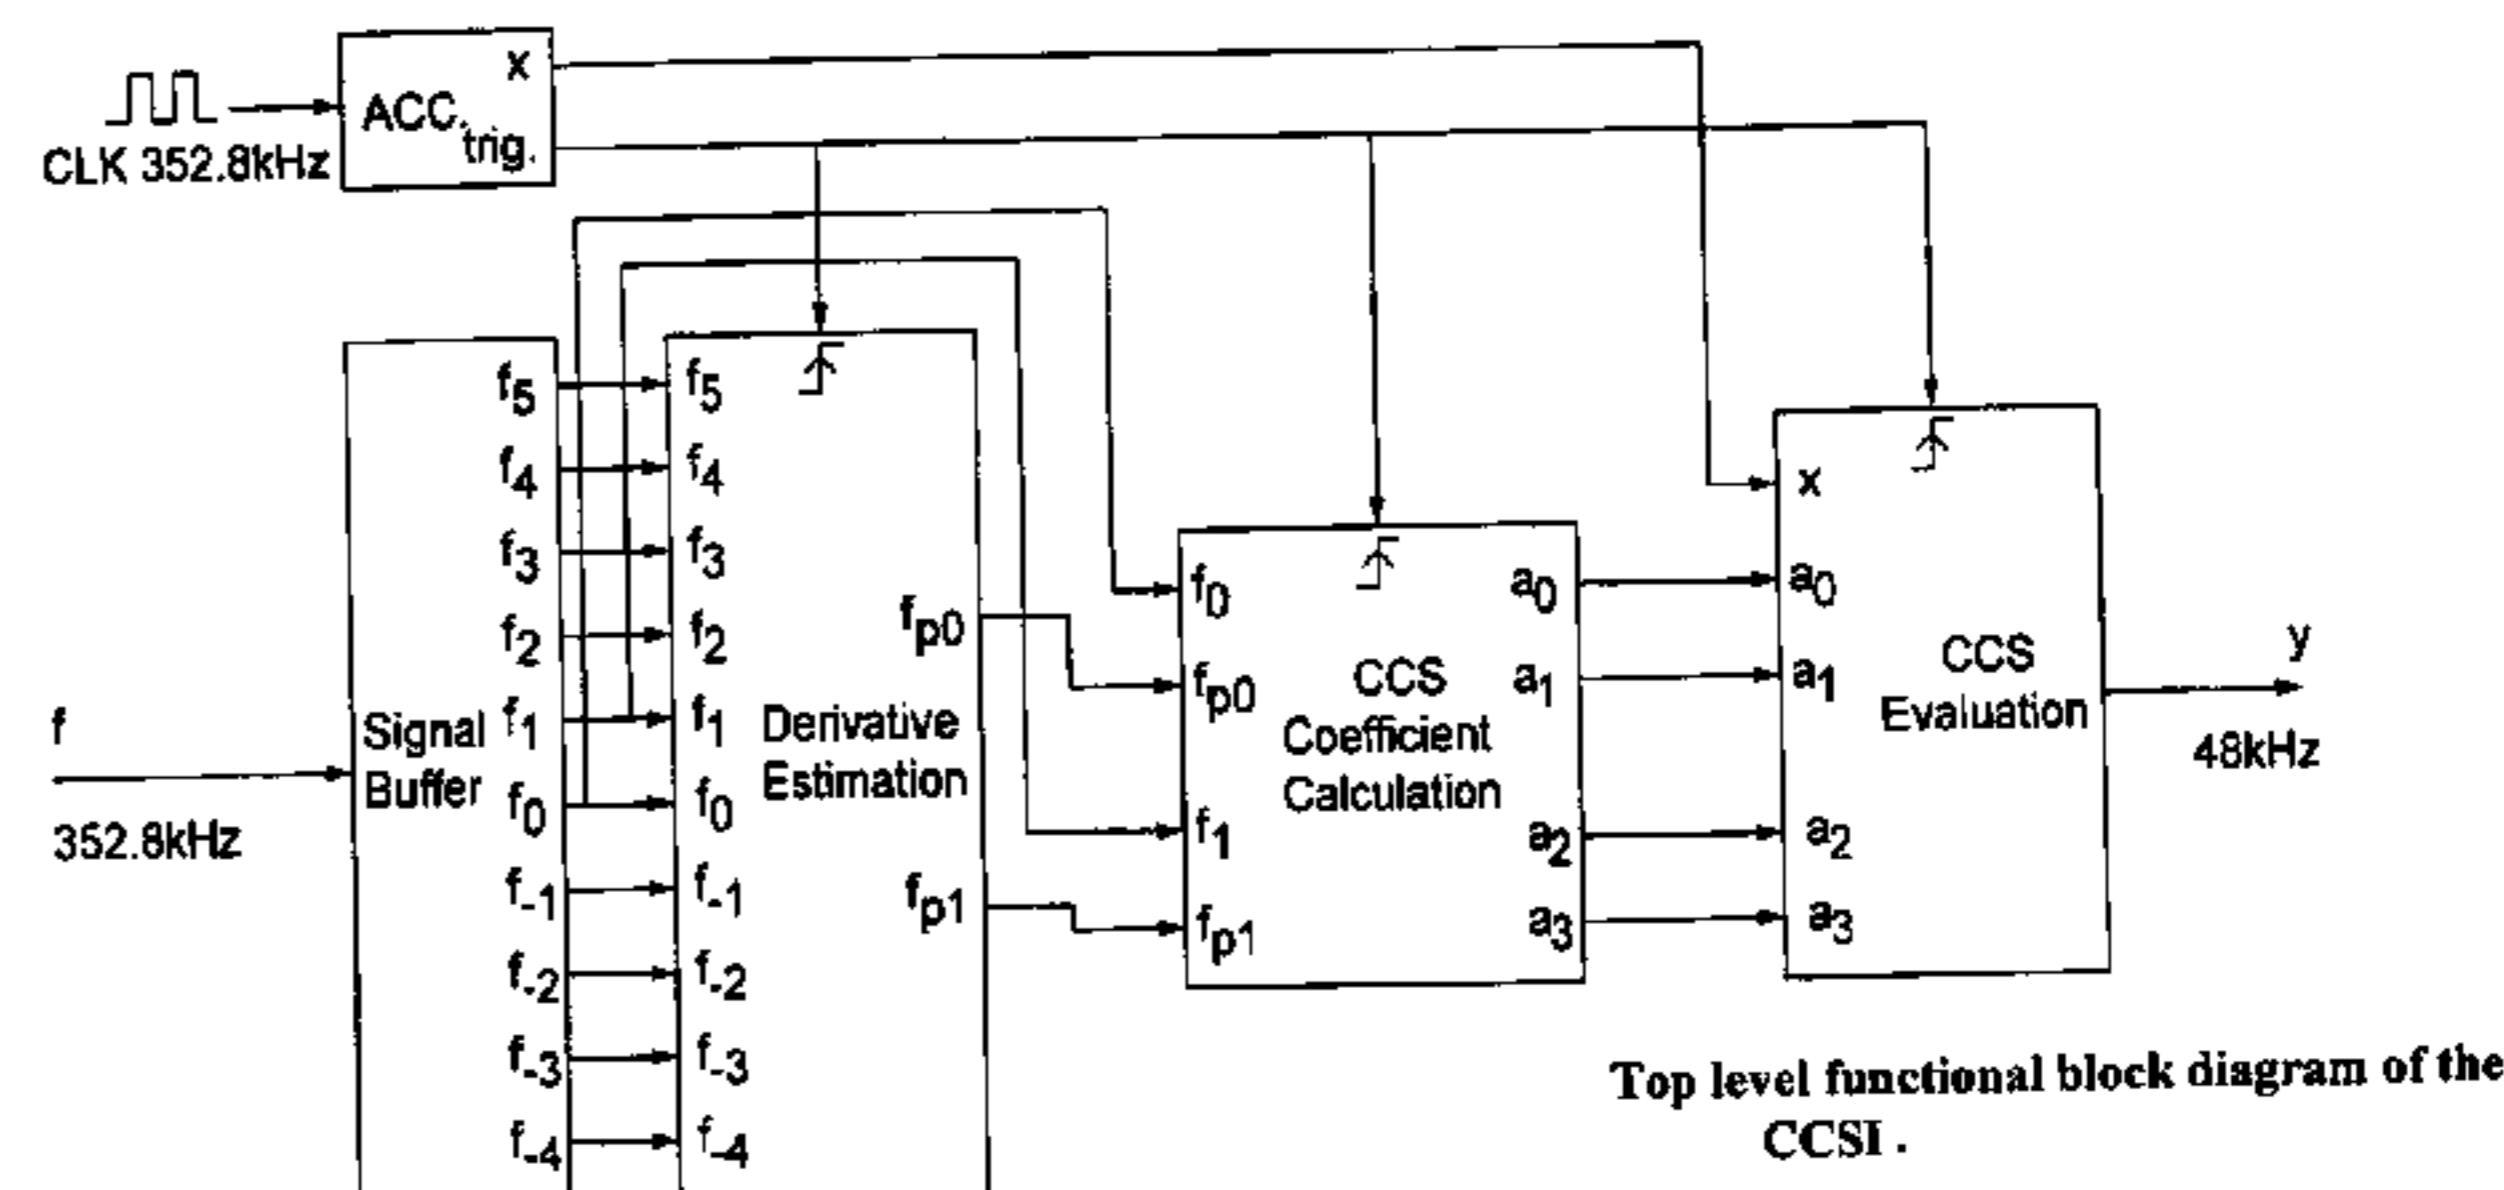 x
ACC.
trig.
CLK 352.8kHz
f5
f4
f3
f2
f1
f0
f-1
f-2
f-3
f-4
Signal
Buffer
f
352.8kHz
f5
f4
f3
f2
f1
f0
f-1
f-2
f-3
f-4
Derivative
Estimation
fp0
fp1
f0
fp0
f1
fp1
CCS
Coefficient
Calculation
a0
a1
a2
a3
x
a0
a1
a2
a3
CCS
Evaluation
y
48kHz
Top level functional block diagram of the
CCSI .